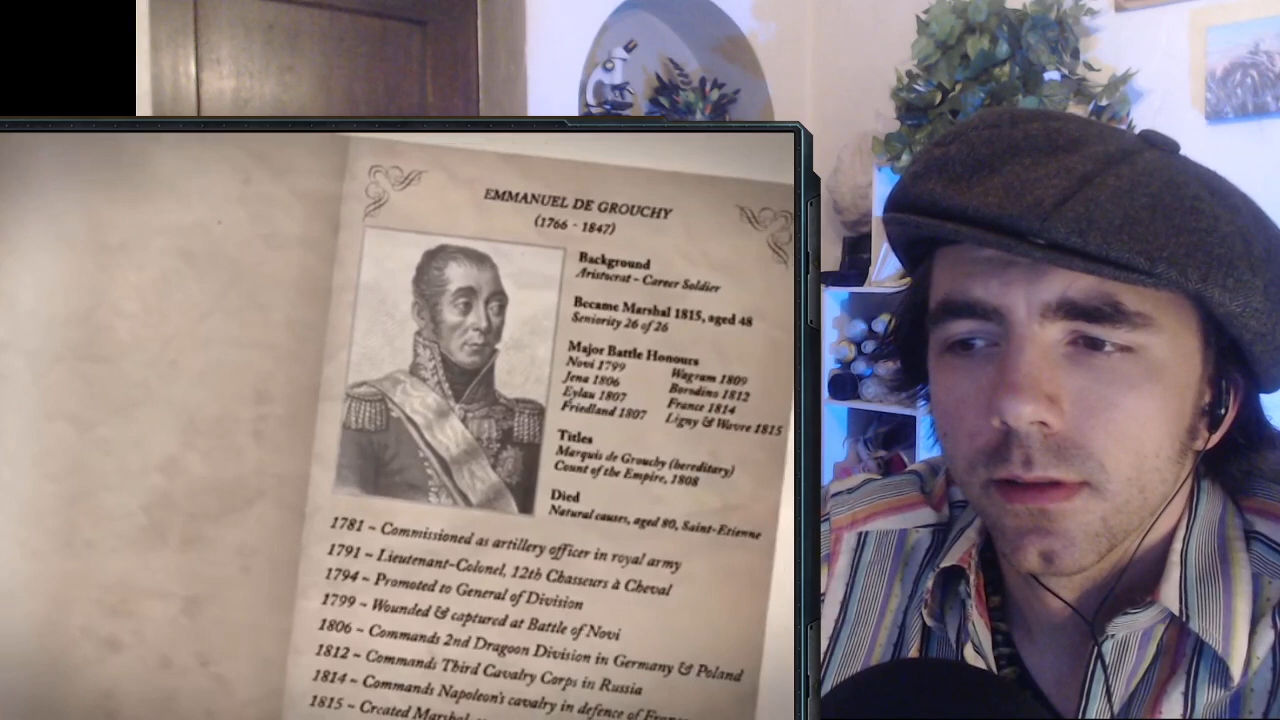 EMMANUEL DE GROUCHY
(1766 - 1847)
Background
Aristocrat - Career Soldier
Became Marshal 1815, aged 48
Seniority 26 of 26
Major Battle Honours
Novi 1799
Wagram 1809
Jena 1806
Borodino 1812
Eylau 1807
France 1814
Friedland 1807
Ligny & Wavre 1815
Titles
Marquis de Grouchy (hereditary)
Count of the Empire, 1808
Died
Natural causes, aged 80, Saint-Etienne
1781 ~ Commissioned as artillery officer in royal army
1791 ~ Lieutenant-Colonel, 12th Chasseurs à Cheval
1794 ~ Promoted to General of Division
1799 ~ Wounded & captured at Battle of Novi
1806 ~ Commands 2nd Dragoon Division in Germany & Poland
1812 ~ Commands Third Cavalry Corps in Russia
1814 ~ Commands Napoleon's cavalry in defence of
1815 ~ Created Marshal